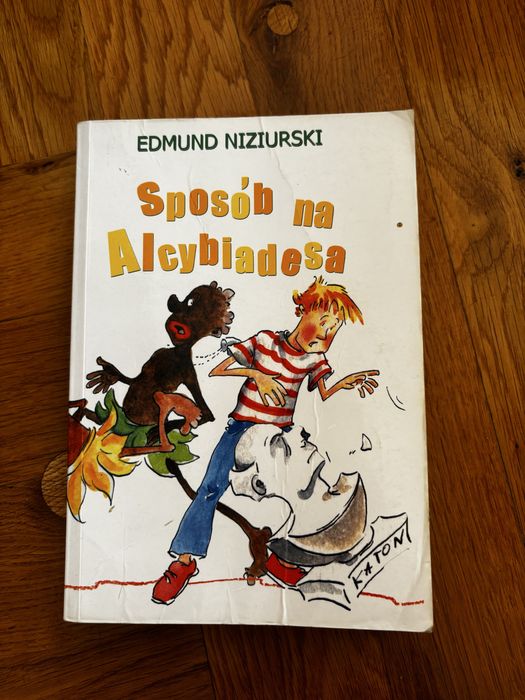 EDMUND NIZIURSKI
Sposób na
Alcybiadesa
KATON